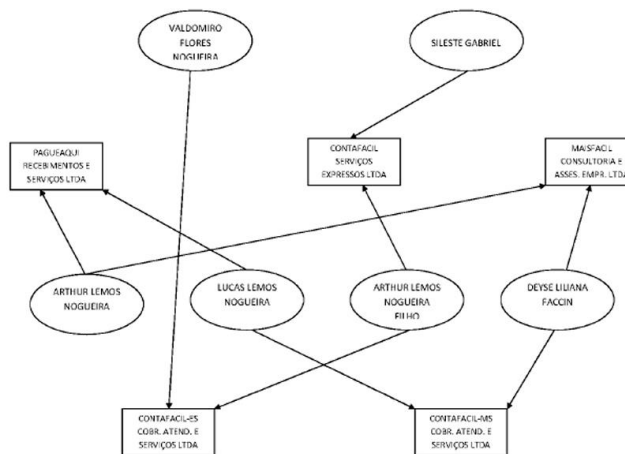 VALDOMIRO
FLORES
NOGUEIRA
SILESTE GABRIEL
PAGUEAQUI
RECEBIMENTOS E
SERVIÇOS LTDA
CONTAFACIL
SERVIÇOS
EXPRESSOS LTDA
MAISFACIL
CONSULTORIA E
ASSES. EMPR. LTDA
ARTHUR LEMOS
NOGUEIRA
LUCAS LEMOS
NOGUEIRA
ARTHUR LEMOS
NOGUEIRA
FILHO
DEYSE LILIANA
FACCIN
CONTAFACIL-ES
COBR. ATEND. E
SERVIÇOS LTDA
CONTAFACIL-MS
COBR. ATEND. E
SERVIÇOS LTDA